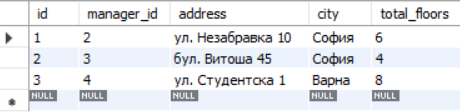 id manager_id address city total_floors
1 2 ул. Незабравка 10 София 6
2 3 бул. Витоша 45 София 4
3 4 ул. Студентска 1 Варна 8
NULL NULL NULL NULL NULL